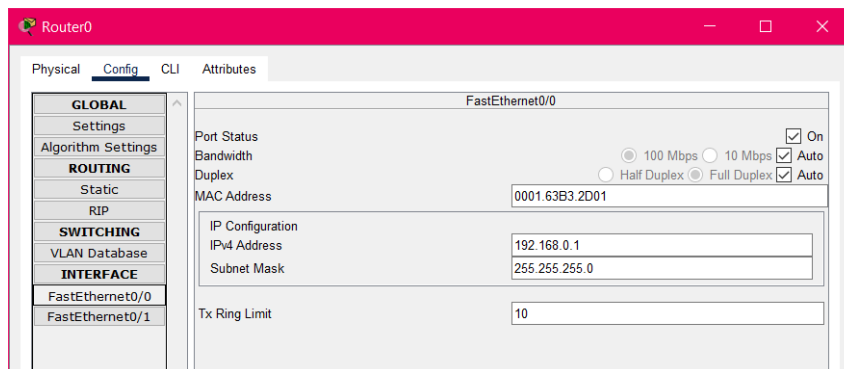 Router0
Physical Config CLI Attributes
GLOBAL
Settings
Algorithm Settings
ROUTING
Static
RIP
SWITCHING
VLAN Database
INTERFACE
FastEthernet0/0
FastEthernet0/1
FastEthernet0/0
Port Status On
Bandwidth 100 Mbps 10 Mbps Auto
Duplex Half Duplex Full Duplex Auto
MAC Address 0001.63B3.2D01
IP Configuration
IPv4 Address 192.168.0.1
Subnet Mask 255.255.255.0
Tx Ring Limit 10